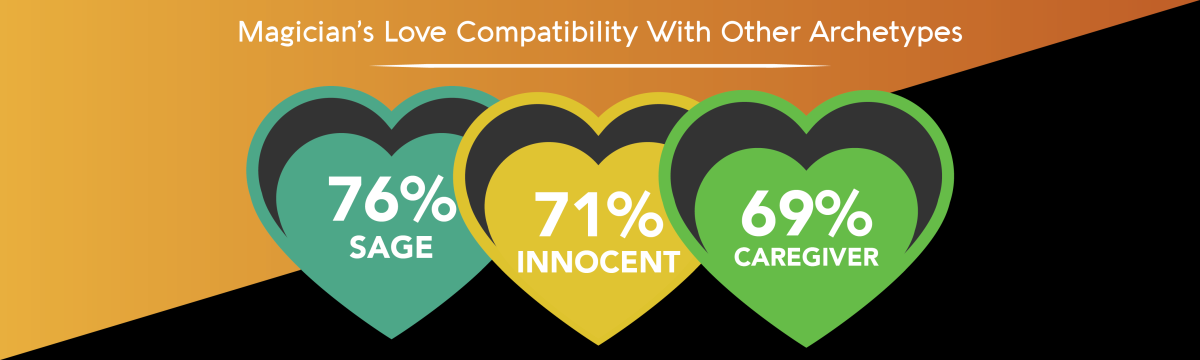 Magician's Love Compatibility With Other Archetypes
76%
SAGE
71%
INNOCENT
69%
CAREGIVER